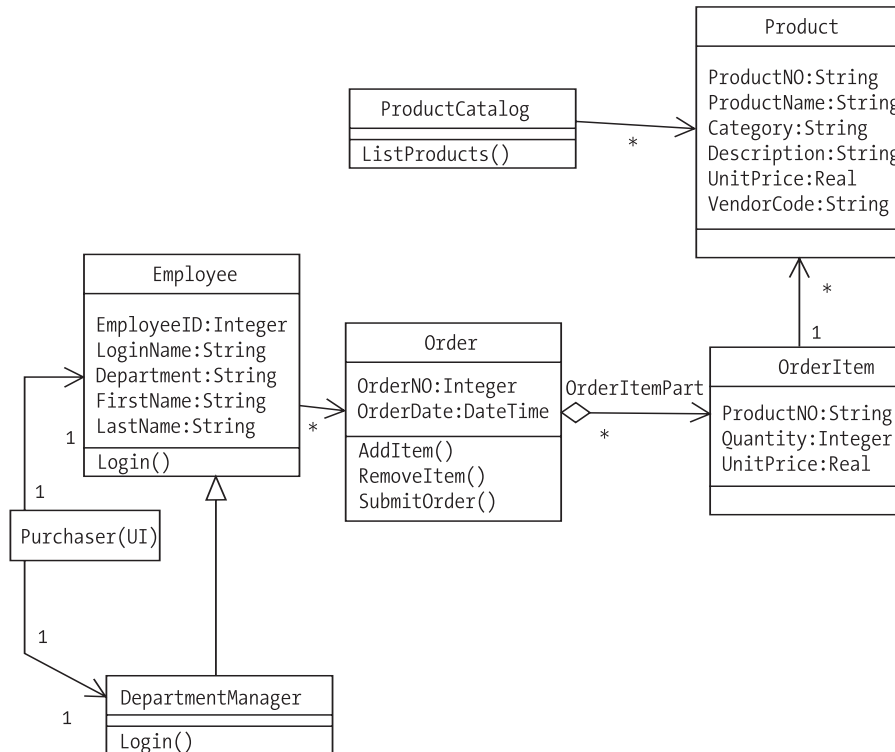 Product
ProductNO:String
ProductName:String
Category:String
Description:String
UnitPrice:Real
VendorCode:String
ProductCatalog
ListProducts()
*
Employee
EmployeeID:Integer
LoginName:String
Department:String
FirstName:String
LastName:String
Login()
*
Order
OrderNO:Integer
OrderDate:DateTime
AddItem()
RemoveItem()
SubmitOrder()
OrderItemPart
*
*
1
OrderItem
ProductNO:String
Quantity:Integer
UnitPrice:Real
1
1
Purchaser(UI)
1
1
DepartmentManager
Login()